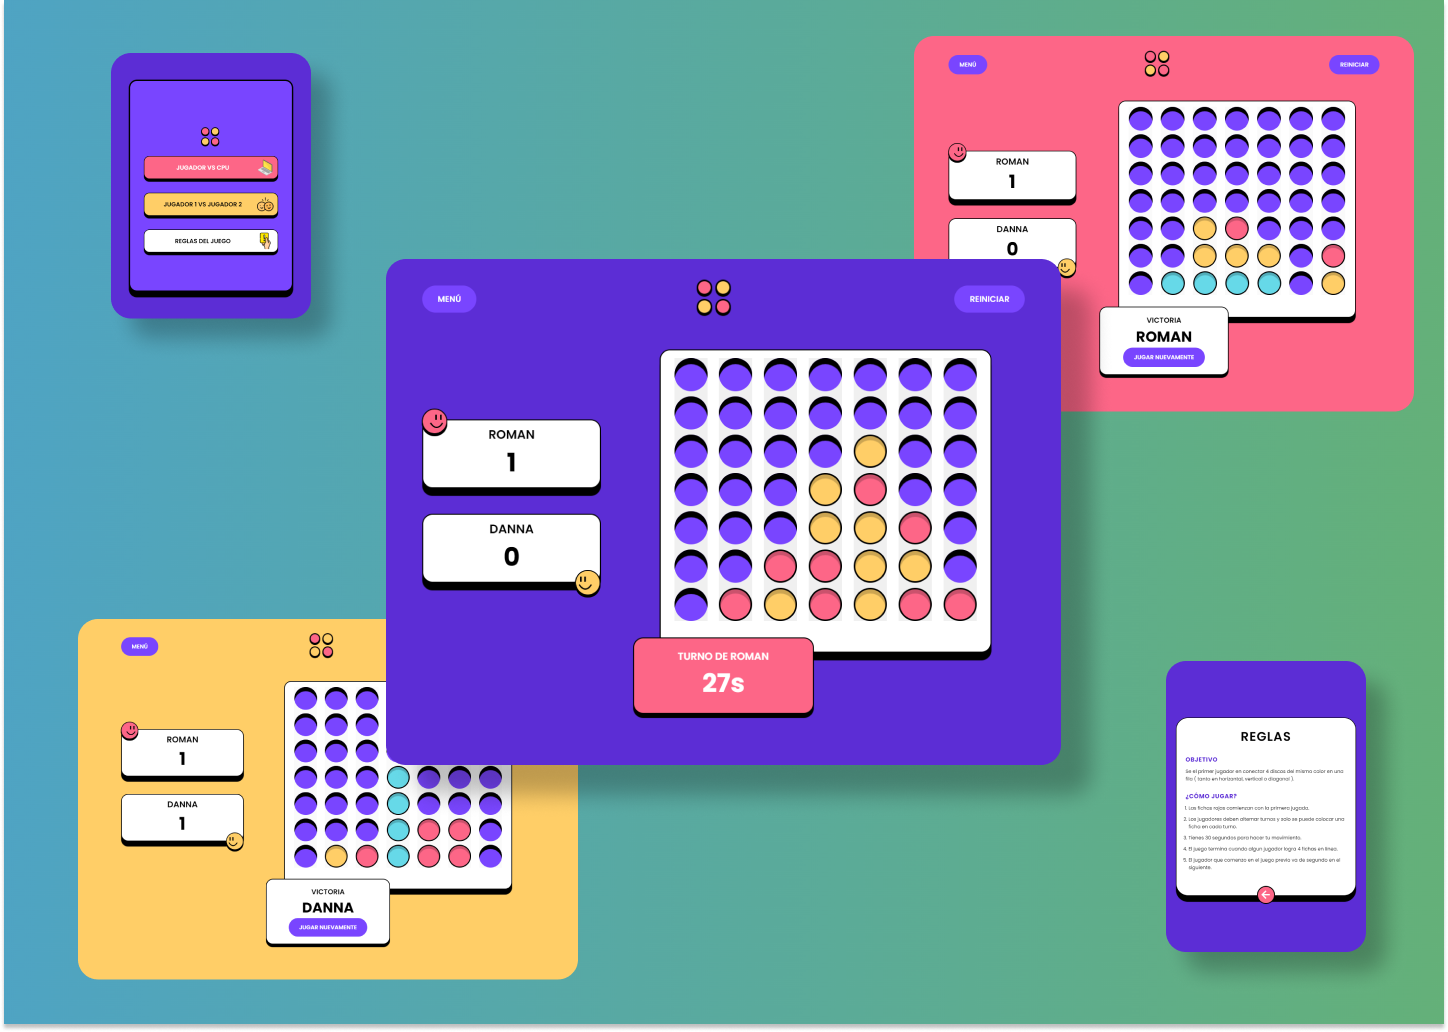 JUGADOR VS CPU
JUGADOR 1 VS JUGADOR 2
REGLAS DEL JUEGO
MENÚ
REINICIAR
ROMAN
1
DANNA
0
VICTORIA
ROMAN
JUGAR NUEVAMENTE
MENÚ
REINICIAR
ROMAN
1
DANNA
0
TURNO DE ROMAN
27s
MENÚ
ROMAN
1
DANNA
1
VICTORIA
DANNA
JUGAR NUEVAMENTE
REGLAS
OBJETIVO
Se el primer jugador en conectar 4 discos del mismo color en una
fila ( tanto en horizontal, vertical o diagonal ).
¿CÓMO JUGAR?
1. Las fichas rojas comienzan con la primera jugada.
2. Los jugadores deben alternar turnos y solo se puede colocar una
ficha en cada turno.
3. Tienes 30 segundos para hacer tu movimiento.
4. El juego termina cuando algun jugador logra 4 fichas en linea.
5. El jugador que comenzo en el juego previo va de segundo en el
siguiente.